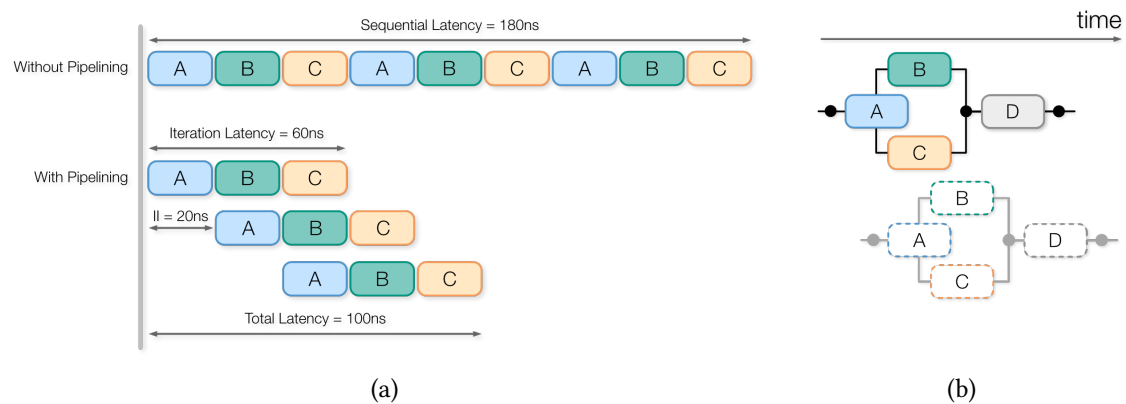 Sequential Latency = 180ns
Without Pipelining
A B C A B C A B C
Iteration Latency = 60ns
With Pipelining
A B C
II = 20ns
A B C
A B C
Total Latency = 100ns
(a)
time
B
A
D
C
B
A
D
C
(b)